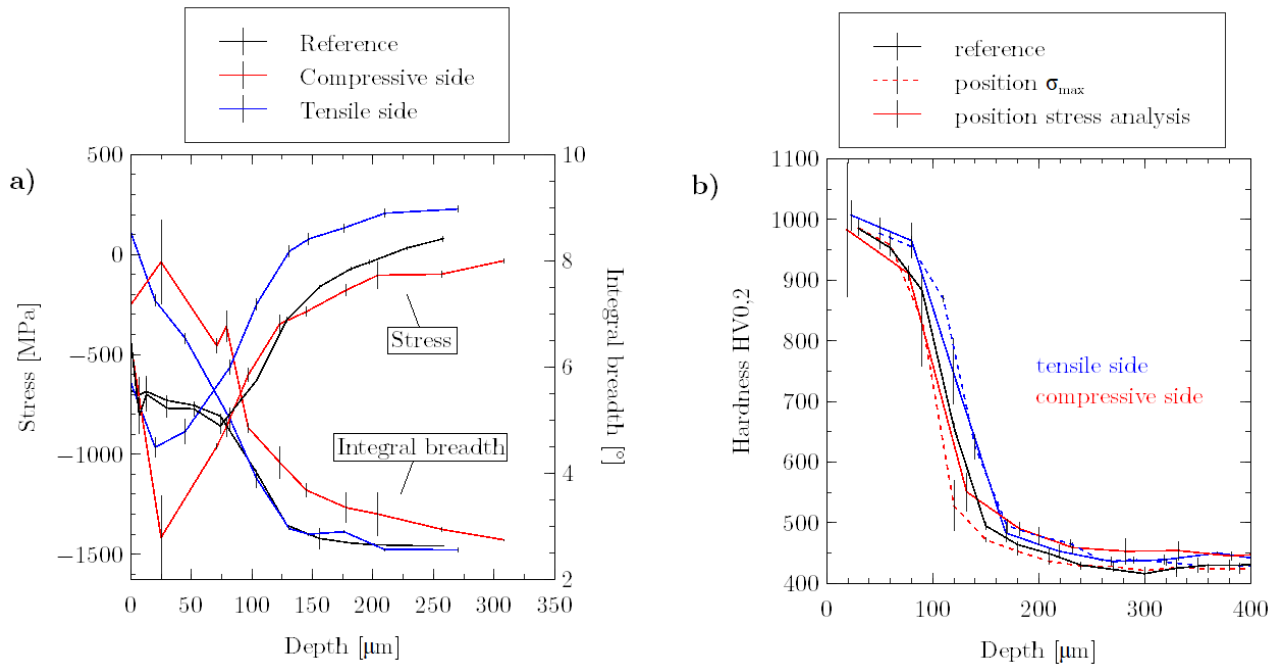 Reference
Compressive side
Tensile side
a)
500
0
−500
−1000
−1500
Stress [MPa]
10
8
6
4
2
Integral breadth [°]
Stress
Integral breadth
0 50 100 150 200 250 300 350
Depth [μm]
reference
position σmax
position stress analysis
b)
1100
1000
900
800
700
600
500
400
Hardness HV0,2
tensile side
compressive side
0 100 200 300 400
Depth [μm]